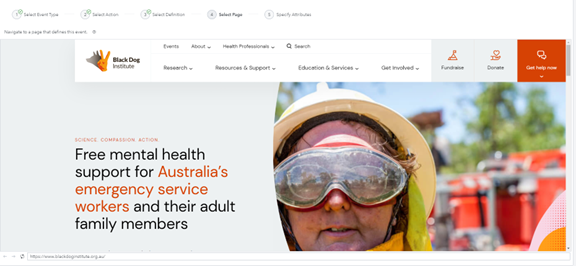 1 Select Event Type
2 Select Action
3 Select Definition
4 Select Page
5 Specify Attributes
Navigate to a page that defines this event.
Events
About
Health Professionals
Search
Black Dog
Institute
Research
Resources & Support
Education & Services
Get Involved
Fundraise
Donate
Get help now
SCIENCE. COMPASSION. ACTION.
Free mental health
support for Australia's
emergency service
workers and their adult
family members
https://www.blackdoginstitute.org.au/